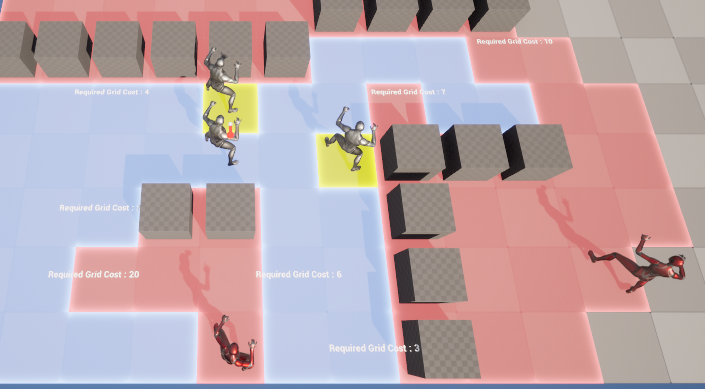 Required Grid Cost : 10
Required Grid Cost : 4
Required Grid Cost : 7
Required Grid Cost :
Required Grid Cost : 20
Required Grid Cost : 6
Required Grid Cost : 3